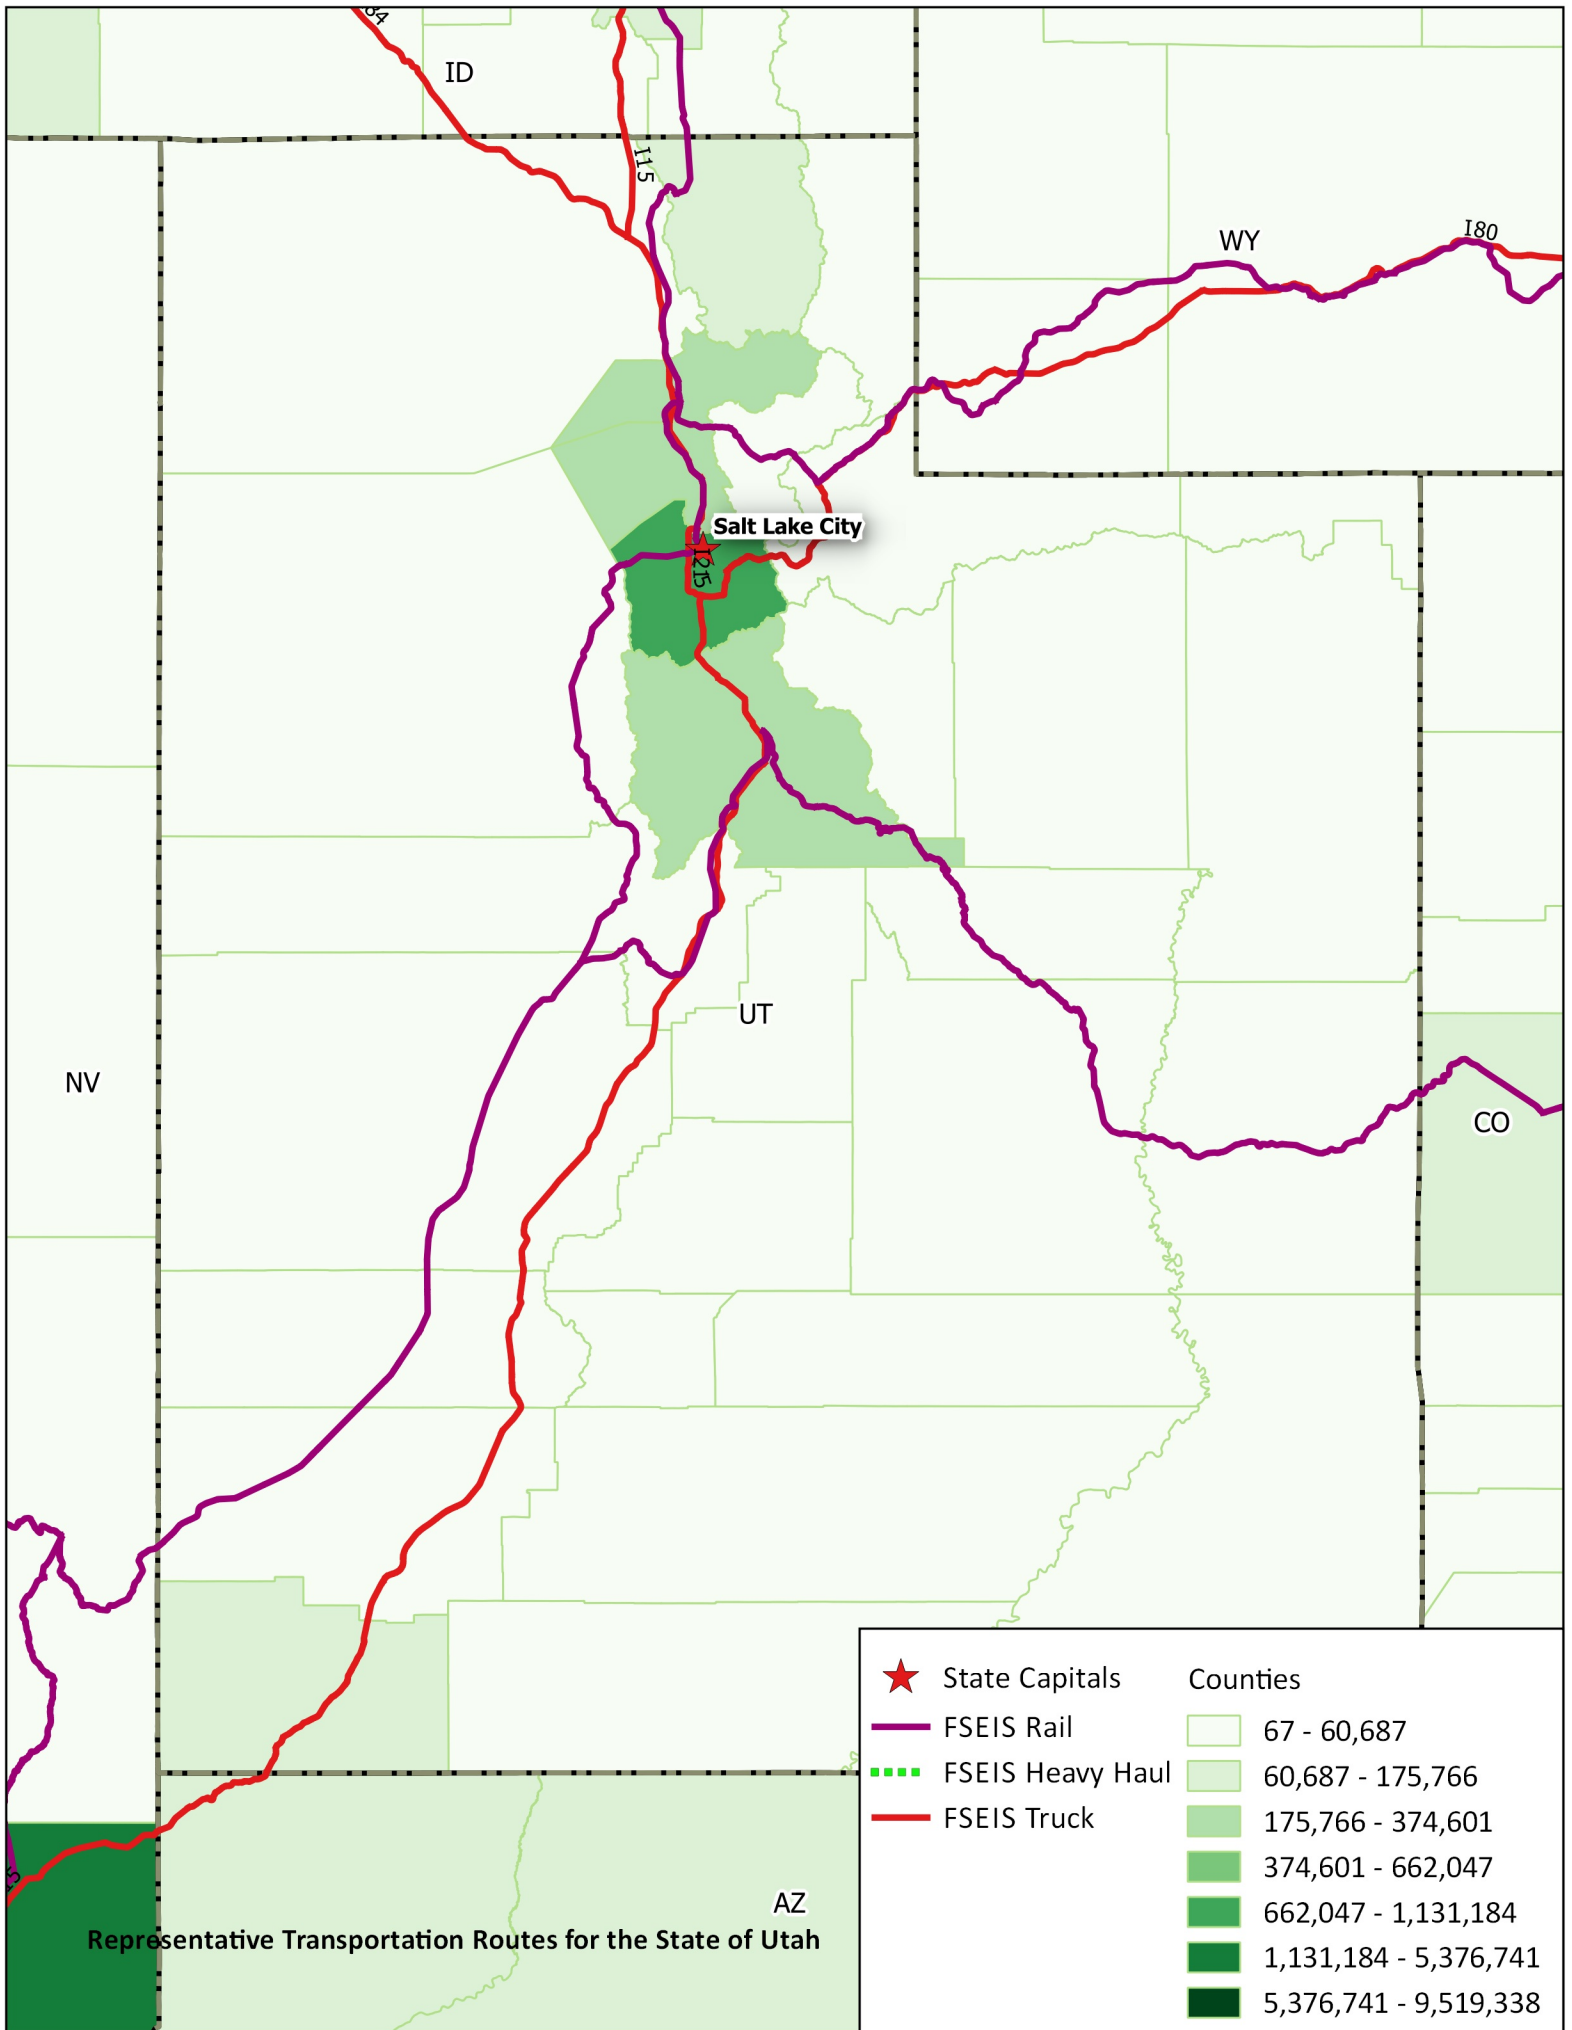 84
ID
I15
WY
I80
Salt Lake City
I215
UT
NV
CO
State Capitals
FSEIS Rail
FSEIS Heavy Haul
FSEIS Truck
Counties
67 - 60,687
60,687 - 175,766
175,766 - 374,601
374,601 - 662,047
662,047 - 1,131,184
1,131,184 - 5,376,741
5,376,741 - 9,519,338
15
AZ
Representative Transportation Routes for the State of Utah